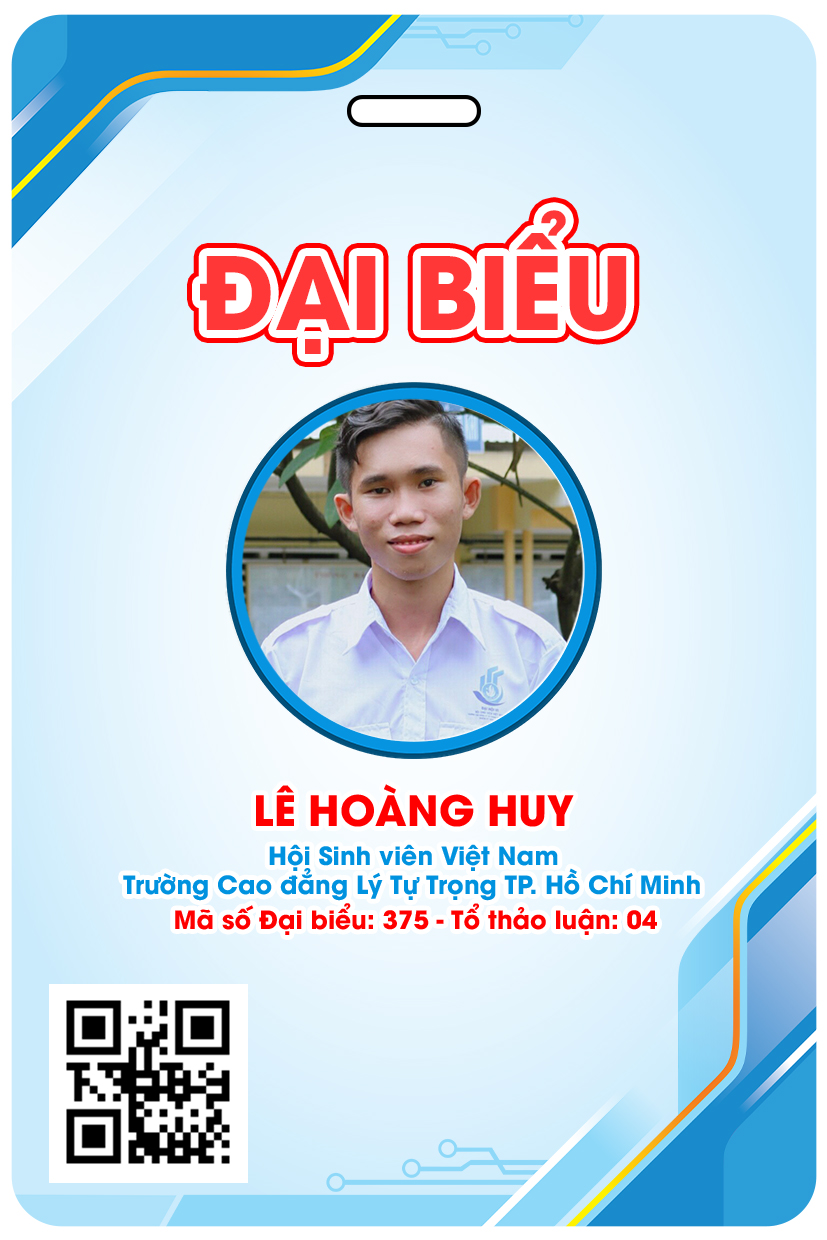 ĐẠI BIỂU
LÊ HOÀNG HUY
Hội Sinh viên Việt Nam
Trường Cao đẳng Lý Tự Trọng TP. Hồ Chí Minh
Mã số Đại biểu: 375 - Tổ thảo luận: 04